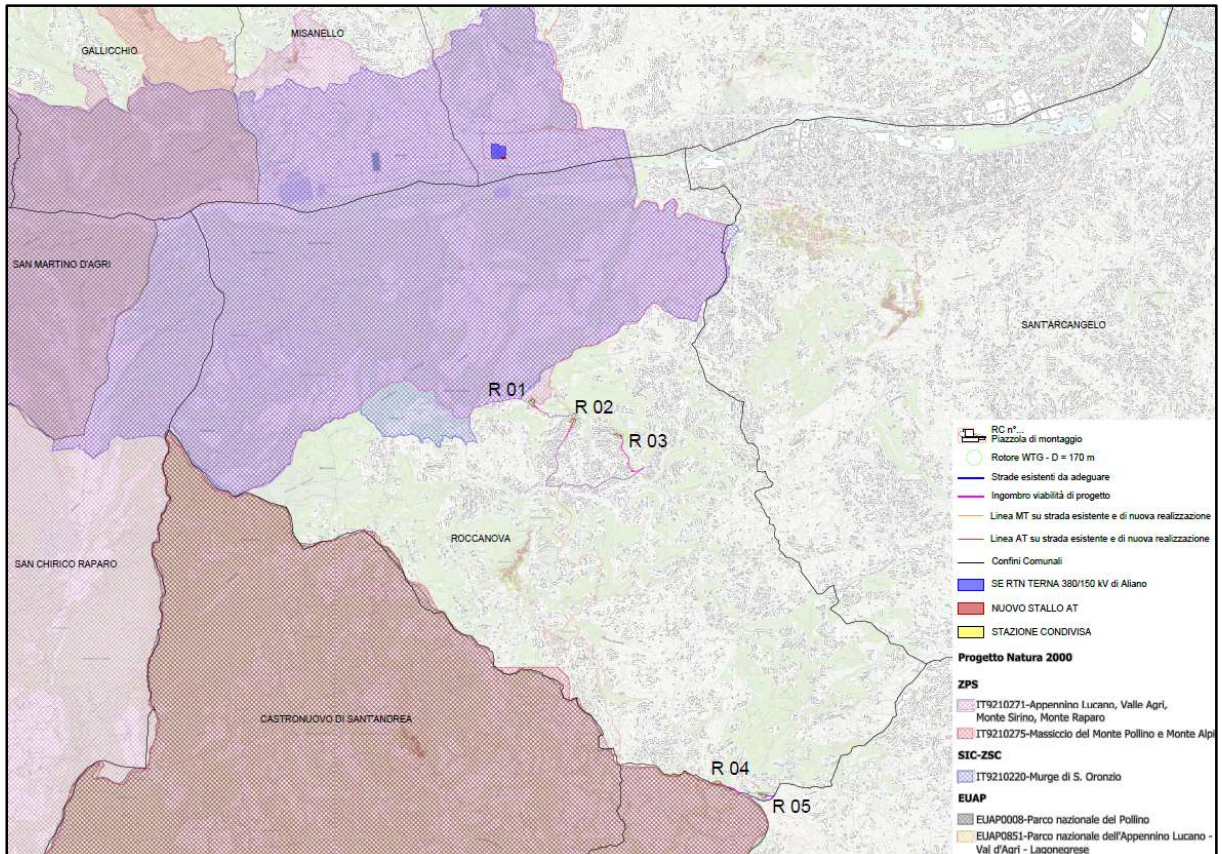 GALLICCHIO
MISANELLO
SAN MARTINO D'AGRI
SANT'ARCANGELO
R 01
R 02
R 03
ROCCANOVA
SAN CHIRICO RAPARO
CASTRONUOVO DI SANT'ANDREA
R 04
R 05
RC n°...
Piazzola di montaggio
Rotore WTG - D = 170 m
Strade esistenti da adeguare
Ingombro viabilità di progetto
Linea MT su strada esistente e di nuova realizzazione
Linea AT su strada esistente e di nuova realizzazione
Confini Comunali
SE RTN TERNA 380/150 kV di Aliano
NUOVO STALLO AT
STAZIONE CONDIVISA
Progetto Natura 2000
ZPS
IT9210271-Appennino Lucano, Valle Agri,
Monte Sirino, Monte Raparo
IT9210275-Massiccio del Monte Pollino e Monte Alpi
SIC-ZSC
IT9210220-Murge di S. Oronzio
EUAP
EUAP0008-Parco nazionale del Pollino
EUAP0851-Parco nazionale dell'Appennino Lucano -
Val d'Agri - Lagonegrese